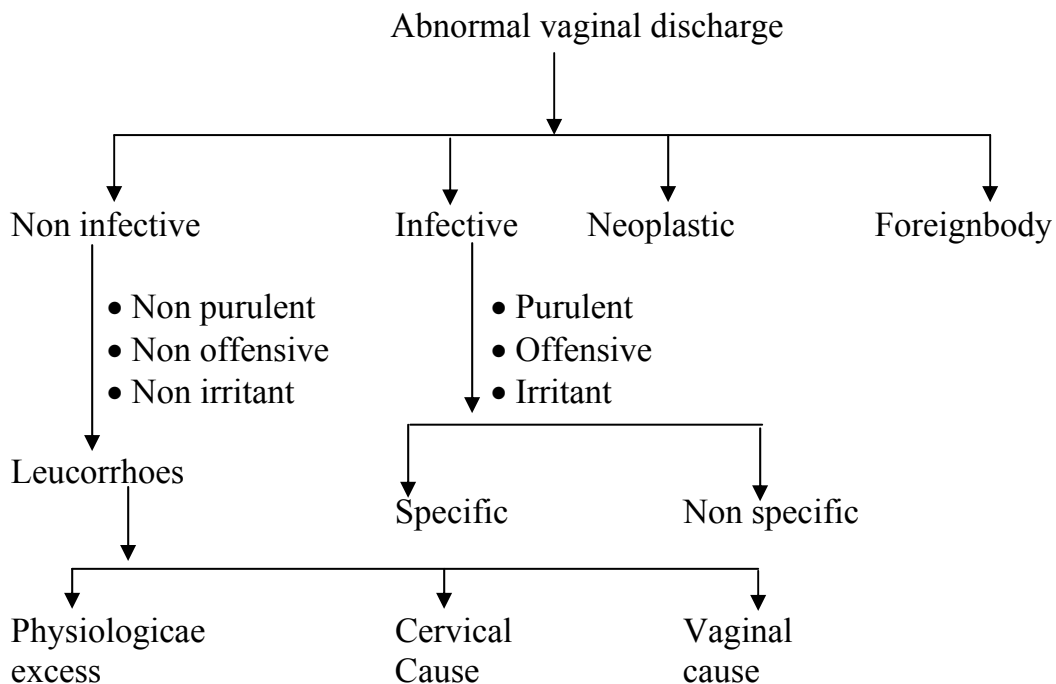 Abnormal vaginal discharge
Non infective
Infective
Neoplastic
Foreignbody
• Non purulent
• Non offensive
• Non irritant
• Purulent
• Offensive
• Irritant
Leucorrhoes
Specific
Non specific
Physiologicae
excess
Cervical
Cause
Vaginal
cause